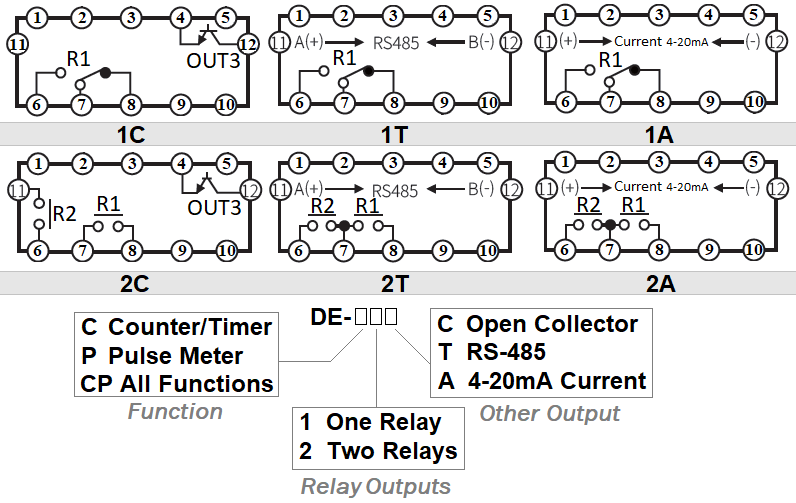 1 2 3 4 5
11 R1 OUT3 12
6 7 8 9 10
1 2 3 4 5
11 A(+) RS485 B(-) 12
R1
6 7 8 9 10
1 2 3 4 5
11 (+) Current 4-20mA (-) 12
R1
6 7 8 9 10
1C 1T 1A
1 2 3 4 5
11 R2 R1 OUT3 12
6 7 8 9 10
1 2 3 4 5
11 A(+) RS485 B(-) 12
R2 R1
6 7 8 9 10
1 2 3 4 5
11 (+) Current 4-20mA (-) 12
R2 R1
6 7 8 9 10
2C 2T 2A
DE-□□□
C Counter/Timer
P Pulse Meter
CP All Functions
Function
1 One Relay
2 Two Relays
Relay Outputs
C Open Collector
T RS-485
A 4-20mA Current
Other Output